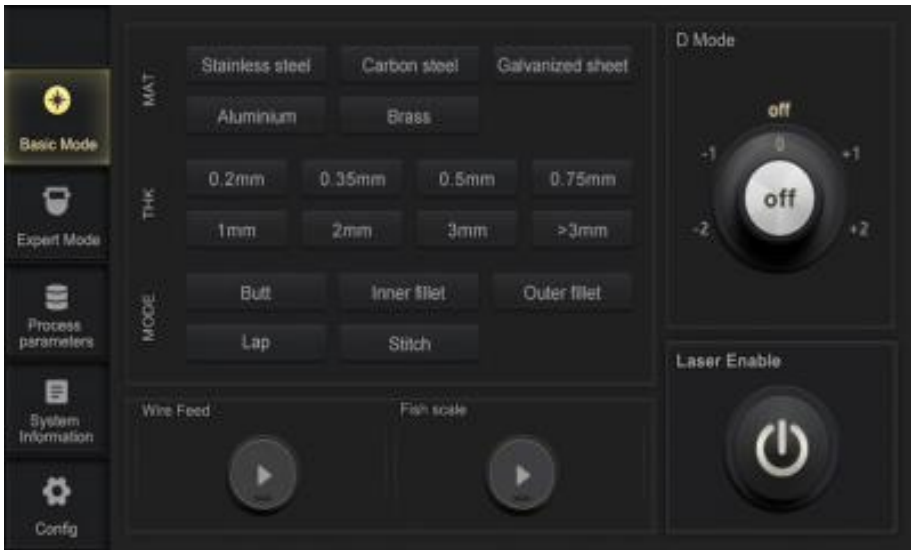 Basic Mode
Expert Mode
Process
parameters
System
Information
Config
MAT
Stainless steel
Carbon steel
Galvanized sheet
Aluminium
Brass
THK
0.2mm
0.35mm
0.5mm
0.75mm
1mm
2mm
3mm
>3mm
MODE
Butt
Inner fillet
Outer fillet
Lap
Stitch
Wire Feed
Fish scale
D Mode
off
0
-1
+1
off
-2
+2
Laser Enable